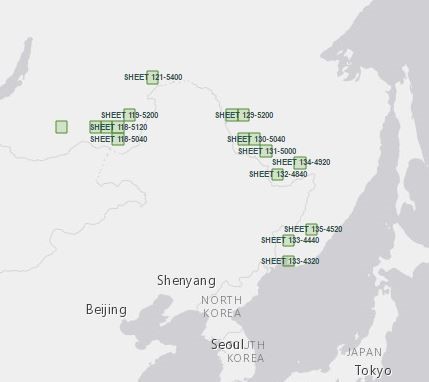 SHEET 121-5400
SHEET 119-5200
SHEET 129-5200
SHEET 118-5120
SHEET 118-5040
SHEET 130-5040
SHEET 131-5000
SHEET 134-4920
SHEET 132-4840
SHEET 135-4520
SHEET 133-4440
SHEET 133-4320
Shenyang
NORTH
KOREA
Beijing
Seoul
SOUTH
KOREA
JAPAN
Tokyo